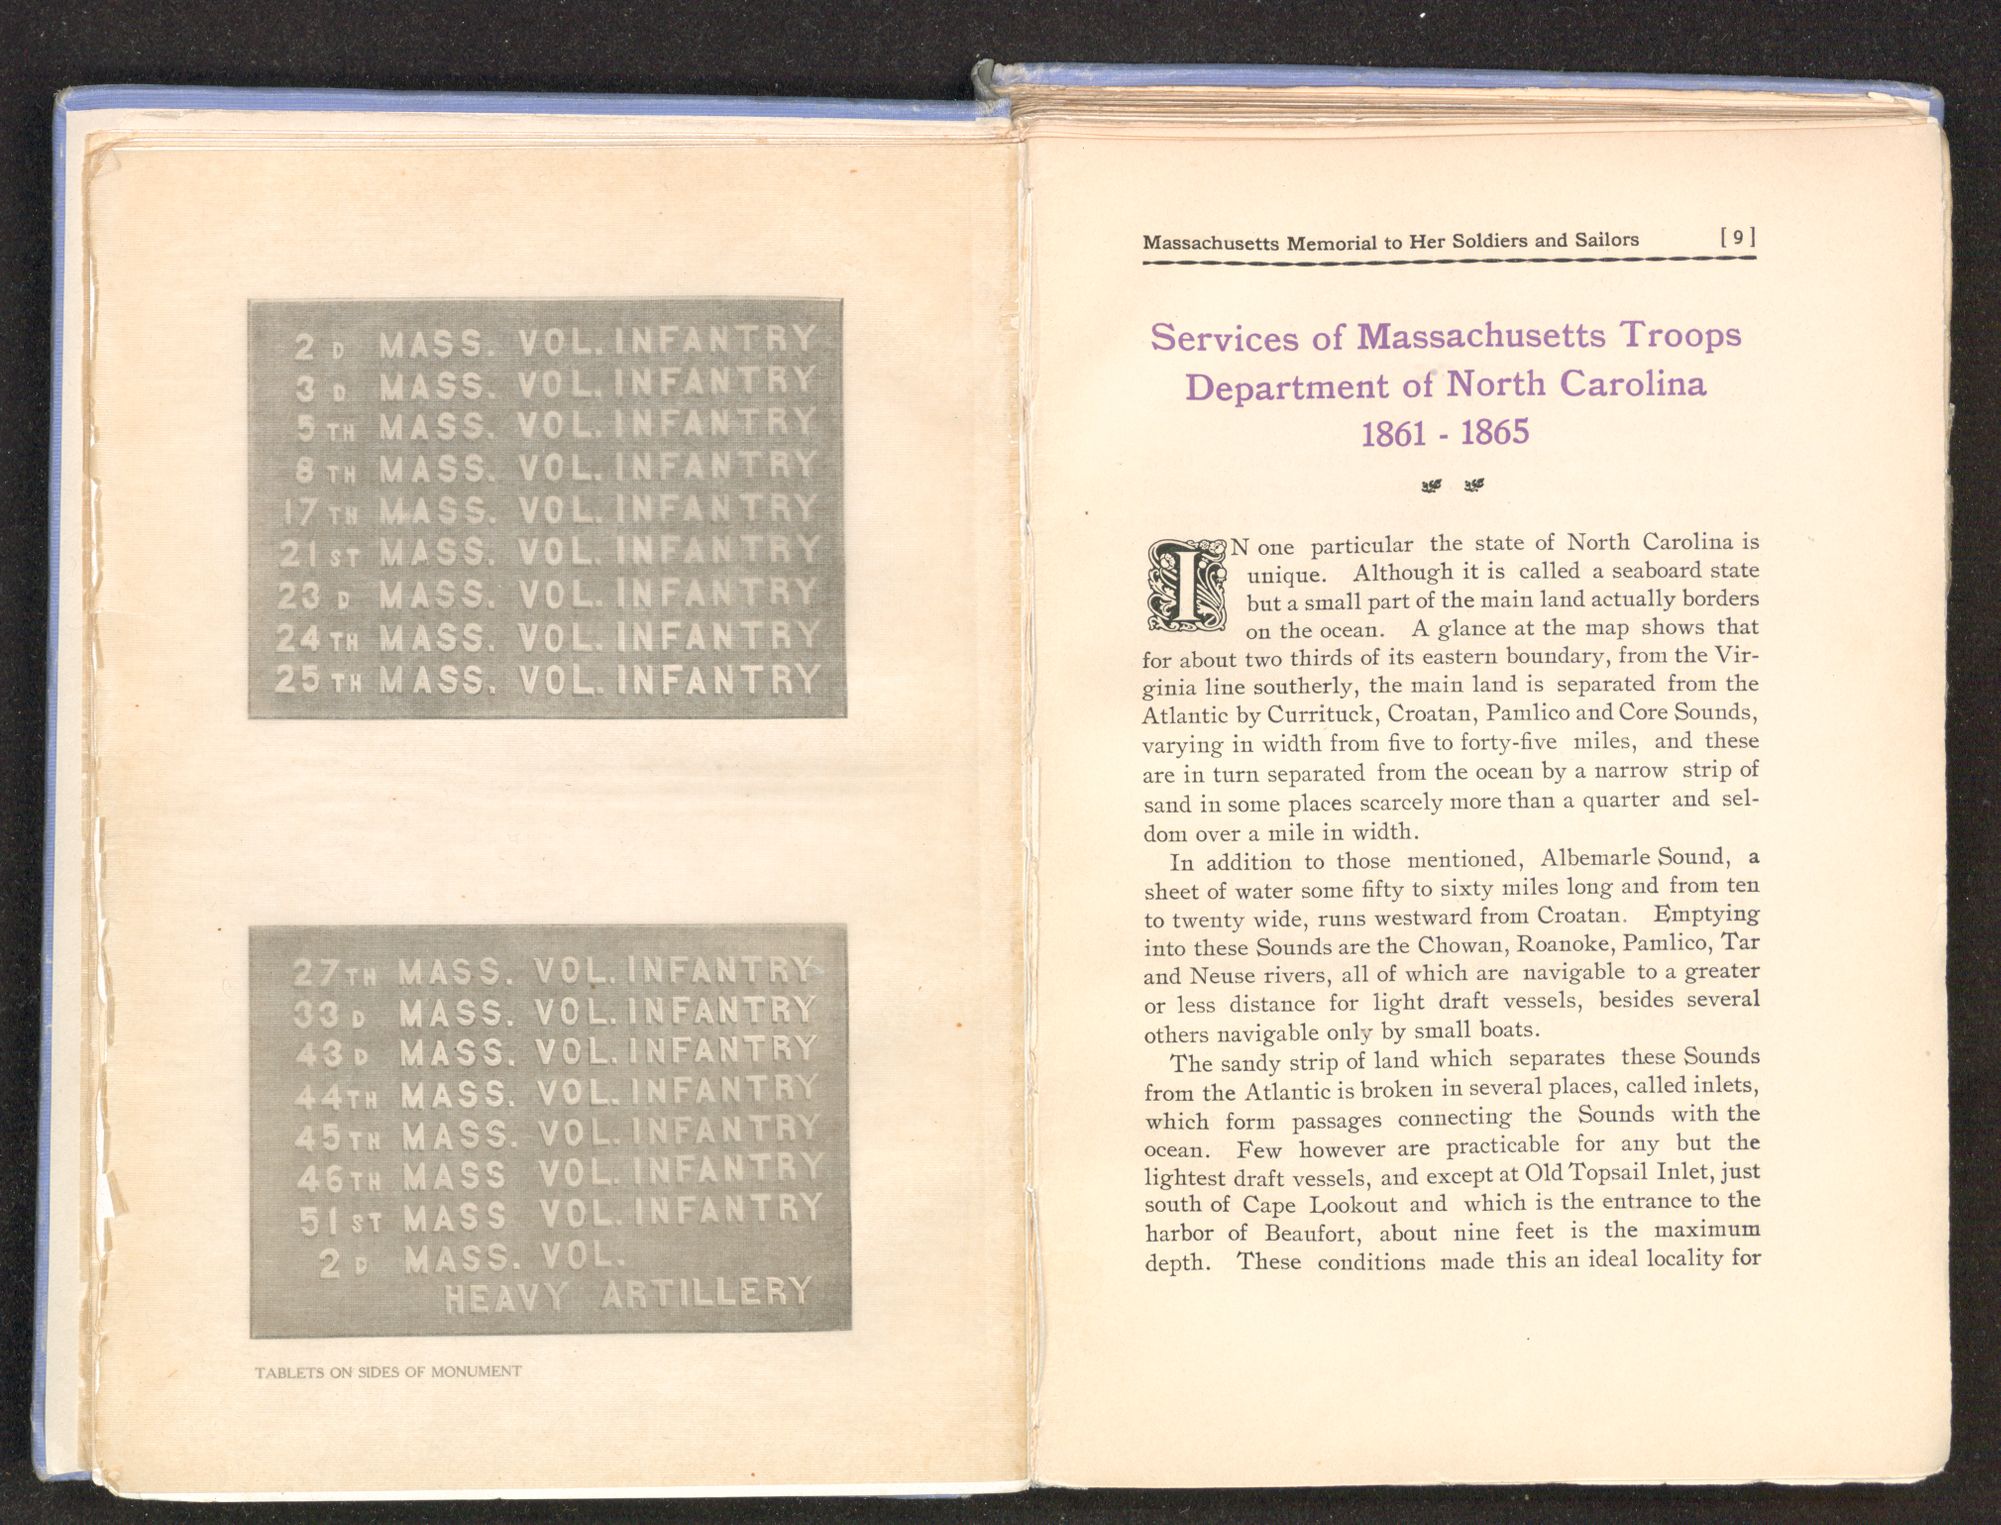 2D MASS. VOL. INFANTRY
3D MASS. VOL. INFANTRY
5TH MASS. VOL. INFANTRY
8TH MASS. VOL. INFANTRY
17TH MASS. VOL. INFANTRY
21ST MASS. VOL. INFANTRY
23D MASS. VOL. INFANTRY
24TH MASS. VOL. INFANTRY
25TH MASS. VOL. INFANTRY
27TH MASS. VOL. INFANTRY
33D MASS. VOL. INFANTRY
43D MASS. VOL. INFANTRY
44TH MASS. VOL. INFANTRY
45TH MASS. VOL. INFANTRY
46TH MASS VOL. INFANTRY
51ST MASS VOL. INFANTRY
2D MASS. VOL.
HEAVY ARTILLERY
TABLETS ON SIDES OF MONUMENT
Massachusetts Memorial to Her Soldiers and Sailors [9]
Services of Massachusetts Troops
Department of North Carolina
1861 - 1865
IN one particular the state of North Carolina is
unique. Although it is called a seaboard state
but a small part of the main land actually borders
on the ocean. A glance at the map shows that
for about two thirds of its eastern boundary, from the Vir-
ginia line southerly, the main land is separated from the
Atlantic by Currituck, Croatan, Pamlico and Core Sounds,
varying in width from five to forty-five miles, and these
are in turn separated from the ocean by a narrow strip of
sand in some places scarcely more than a quarter and sel-
dom over a mile in width.
In addition to those mentioned, Albemarle Sound, a
sheet of water some fifty to sixty miles long and from ten
to twenty wide, runs westward from Croatan. Emptying
into these Sounds are the Chowan, Roanoke, Pamlico, Tar
and Neuse rivers, all of which are navigable to a greater
or less distance for light draft vessels, besides several
others navigable only by small boats.
The sandy strip of land which separates these Sounds
from the Atlantic is broken in several places, called inlets,
which form passages connecting the Sounds with the
ocean. Few however are practicable for any but the
lightest draft vessels, and except at Old Topsail Inlet, just
south of Cape Lookout and which is the entrance to the
harbor of Beaufort, about nine feet is the maximum
depth. These conditions made this an ideal locality for